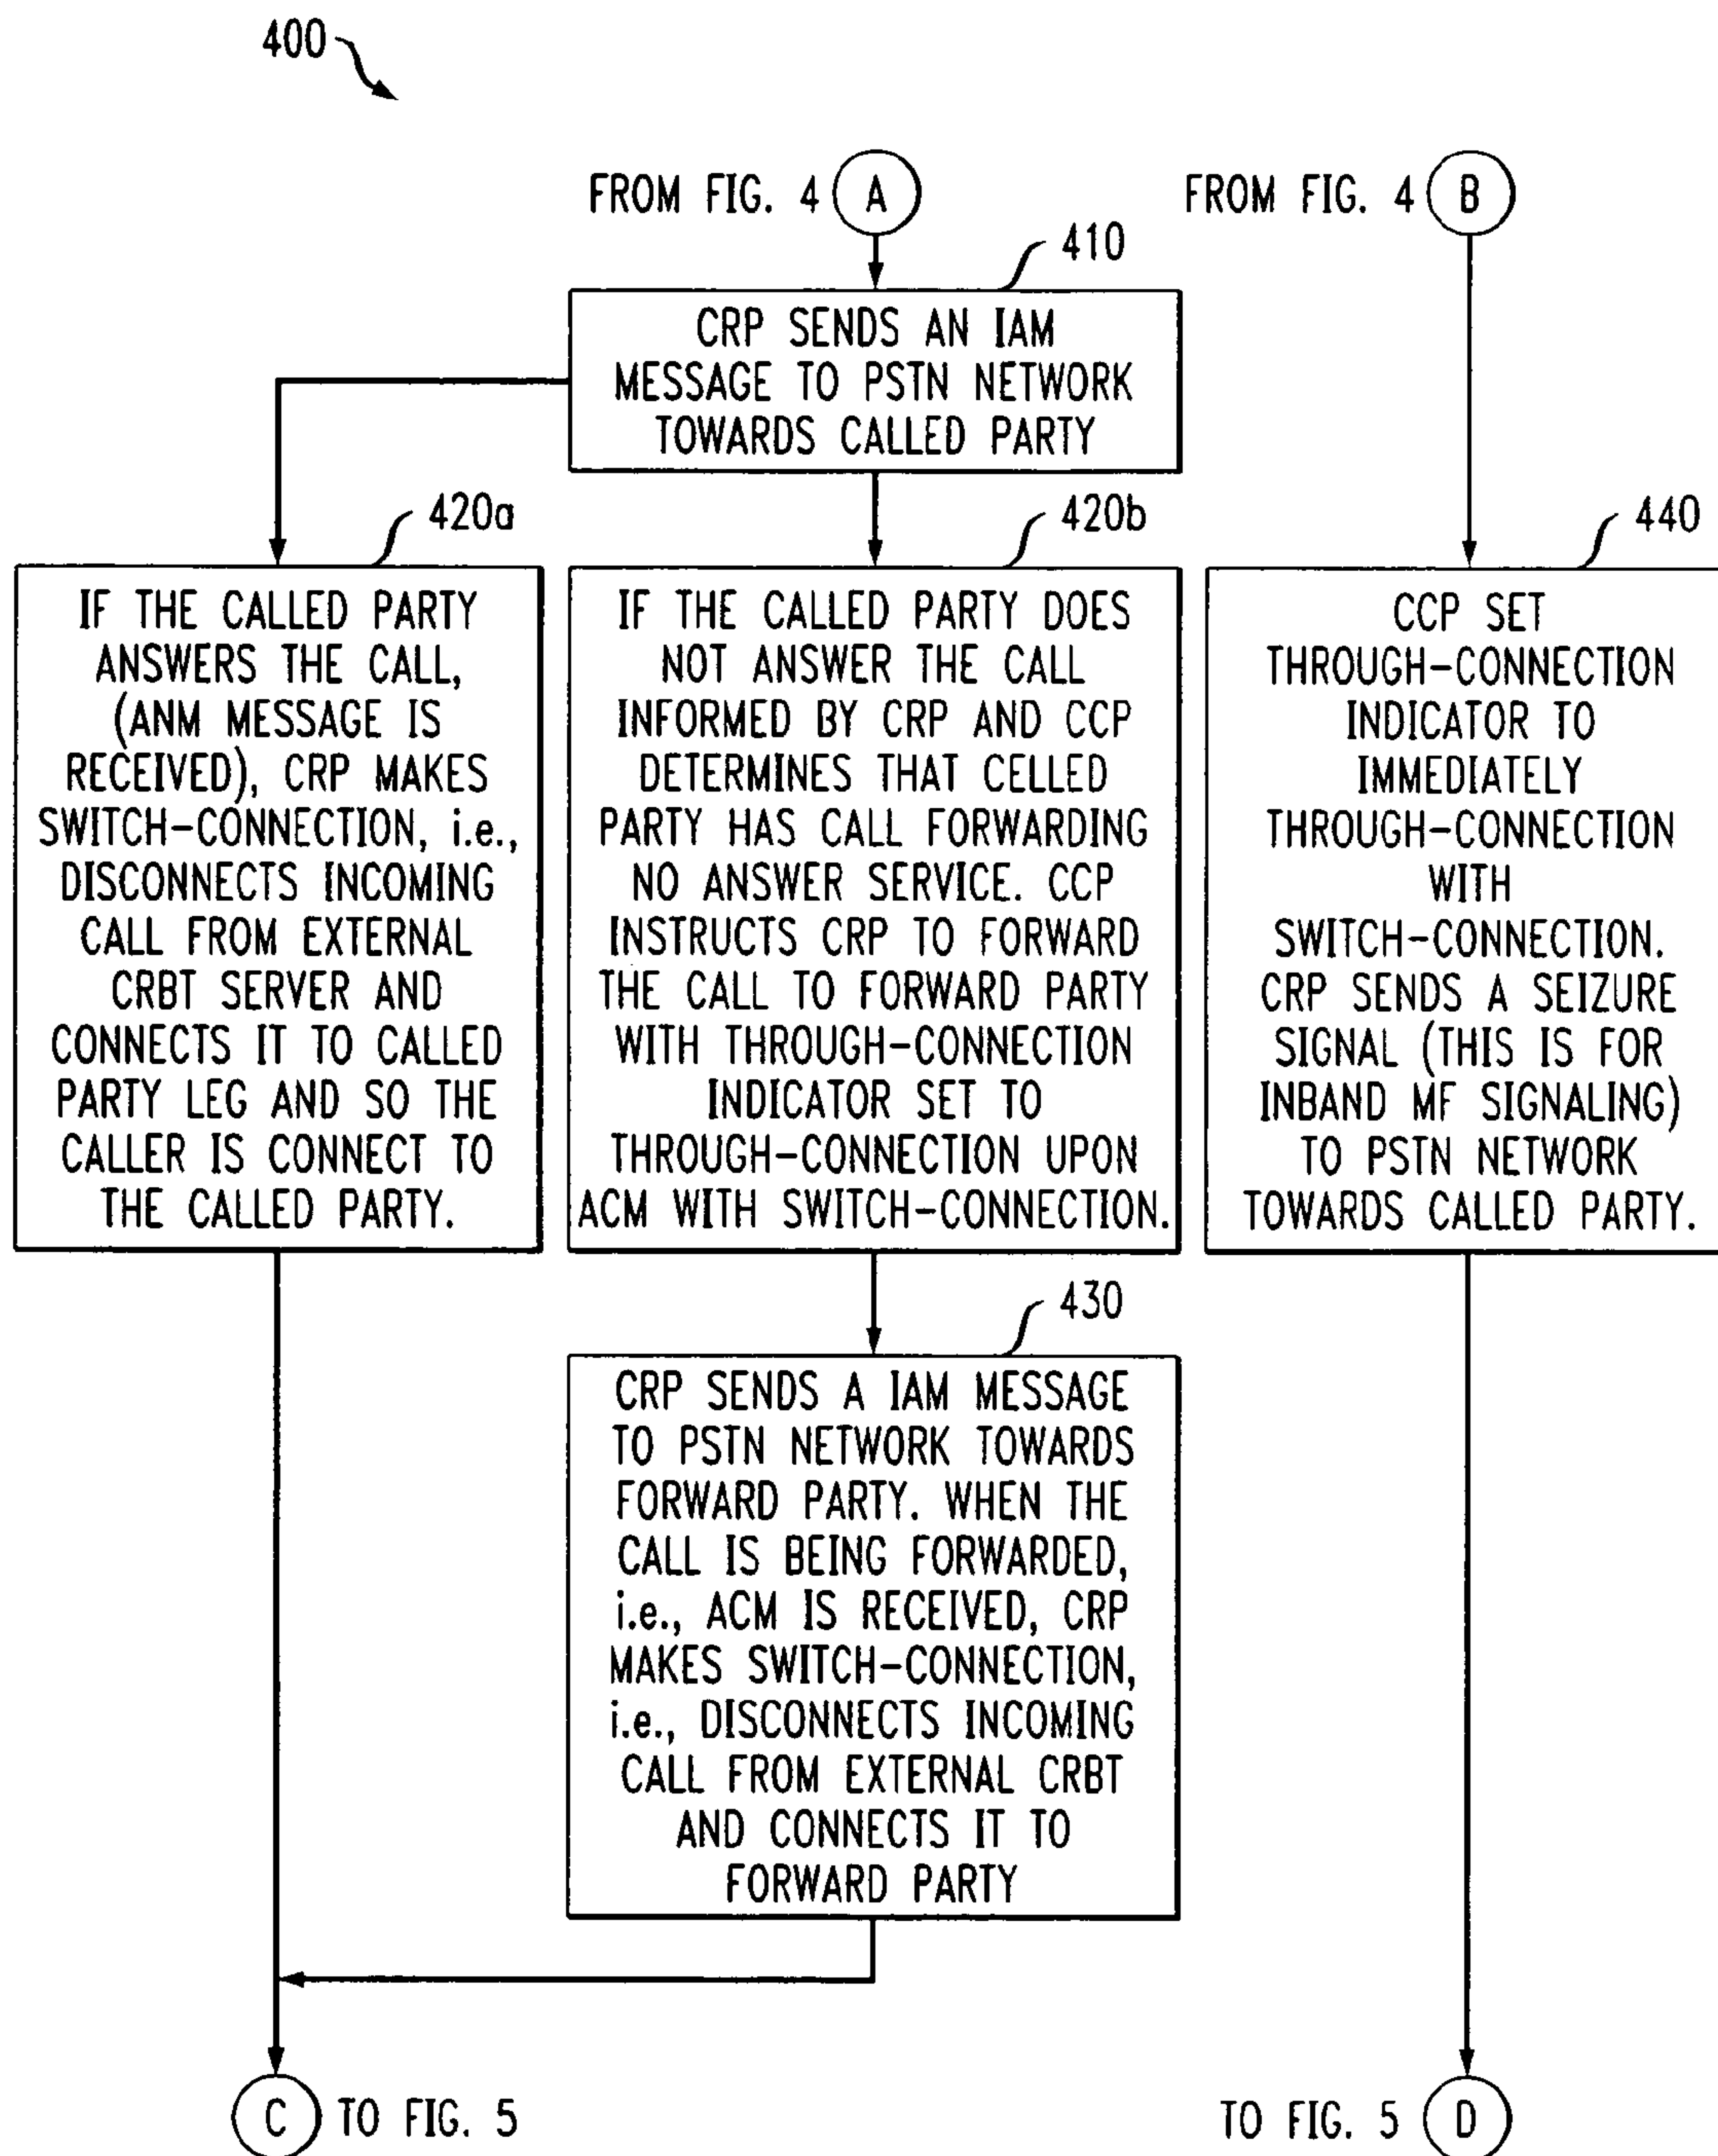 400
FROM FIG. 4 A
FROM FIG. 4 B
410
CRP SENDS AN IAM
MESSAGE TO PSTN NETWORK
TOWARDS CALLED PARTY
420a
IF THE CALLED PARTY
ANSWERS THE CALL,
(ANM MESSAGE IS
RECEIVED), CRP MAKES
SWITCH-CONNECTION, i.e.,
DISCONNECTS INCOMING
CALL FROM EXTERNAL
CRBT SERVER AND
CONNECTS IT TO CALLED
PARTY LEG AND SO THE
CALLER IS CONNECT TO
THE CALLED PARTY.
420b
IF THE CALLED PARTY DOES
NOT ANSWER THE CALL
INFORMED BY CRP AND CCP
DETERMINES THAT CELLED
PARTY HAS CALL FORWARDING
NO ANSWER SERVICE. CCP
INSTRUCTS CRP TO FORWARD
THE CALL TO FORWARD PARTY
WITH THROUGH-CONNECTION
INDICATOR SET TO
THROUGH-CONNECTION UPON
ACM WITH SWITCH-CONNECTION.
440
CCP SET
THROUGH-CONNECTION
INDICATOR TO
IMMEDIATELY
THROUGH-CONNECTION
WITH
SWITCH-CONNECTION.
CRP SENDS A SEIZURE
SIGNAL (THIS IS FOR
INBAND MF SIGNALING)
TO PSTN NETWORK
TOWARDS CALLED PARTY.
430
CRP SENDS A IAM MESSAGE
TO PSTN NETWORK TOWARDS
FORWARD PARTY. WHEN THE
CALL IS BEING FORWARDED,
i.e., ACM IS RECEIVED, CRP
MAKES SWITCH-CONNECTION,
i.e., DISCONNECTS INCOMING
CALL FROM EXTERNAL CRBT
AND CONNECTS IT TO
FORWARD PARTY
C TO FIG. 5
TO FIG. 5 D